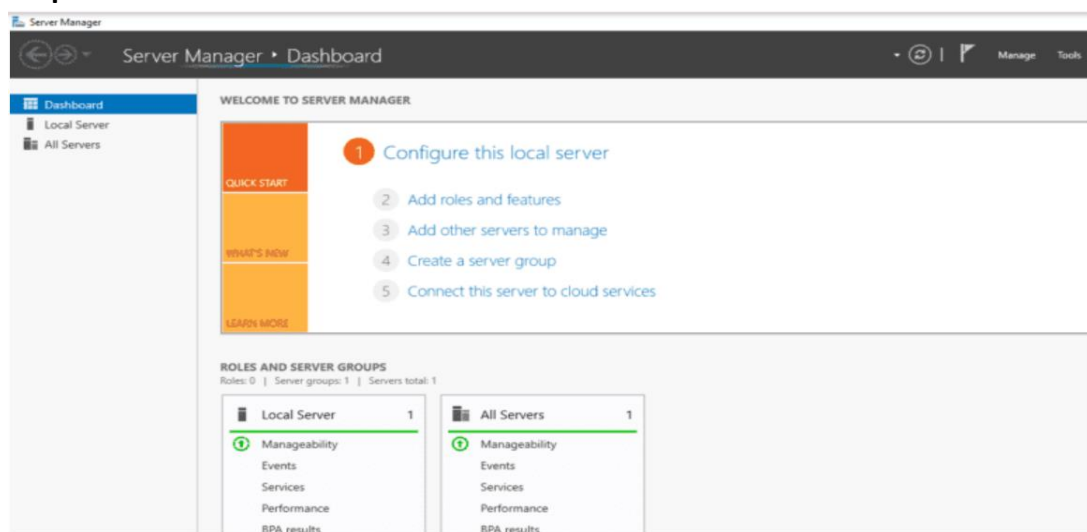 Server Manager
Server Manager • Dashboard
Manage Tools
Dashboard
Local Server
All Servers
WELCOME TO SERVER MANAGER
QUICK START
WHAT'S NEW
LEARN MORE
1 Configure this local server
2 Add roles and features
3 Add other servers to manage
4 Create a server group
5 Connect this server to cloud services
ROLES AND SERVER GROUPS
Roles: 0 | Server groups: 1 | Servers total: 1
Local Server 1
Manageability
Events
Services
Performance
BPA results
All Servers 1
Manageability
Events
Services
Performance
BPA results